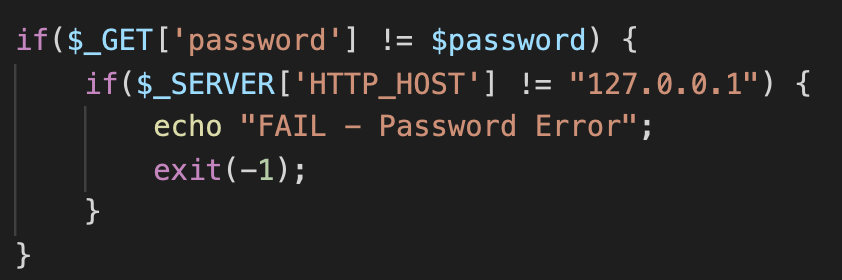 if($_GET['password'] != $password) {
    if($_SERVER['HTTP_HOST'] != "127.0.0.1") {
        echo "FAIL - Password Error";
        exit(-1);
    }
}